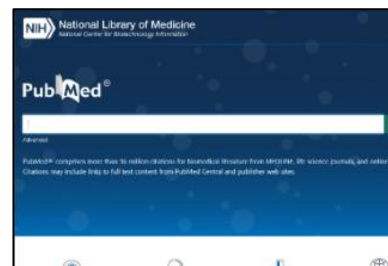 NIH National Library of Medicine
National Center for Biotechnology Information
PubMed®
Advanced
PubMed® comprises more than 36 million citations for biomedical literature from MEDLINE, life science journals, and online
Citations may include links to full text content from PubMed Central and publisher web sites.